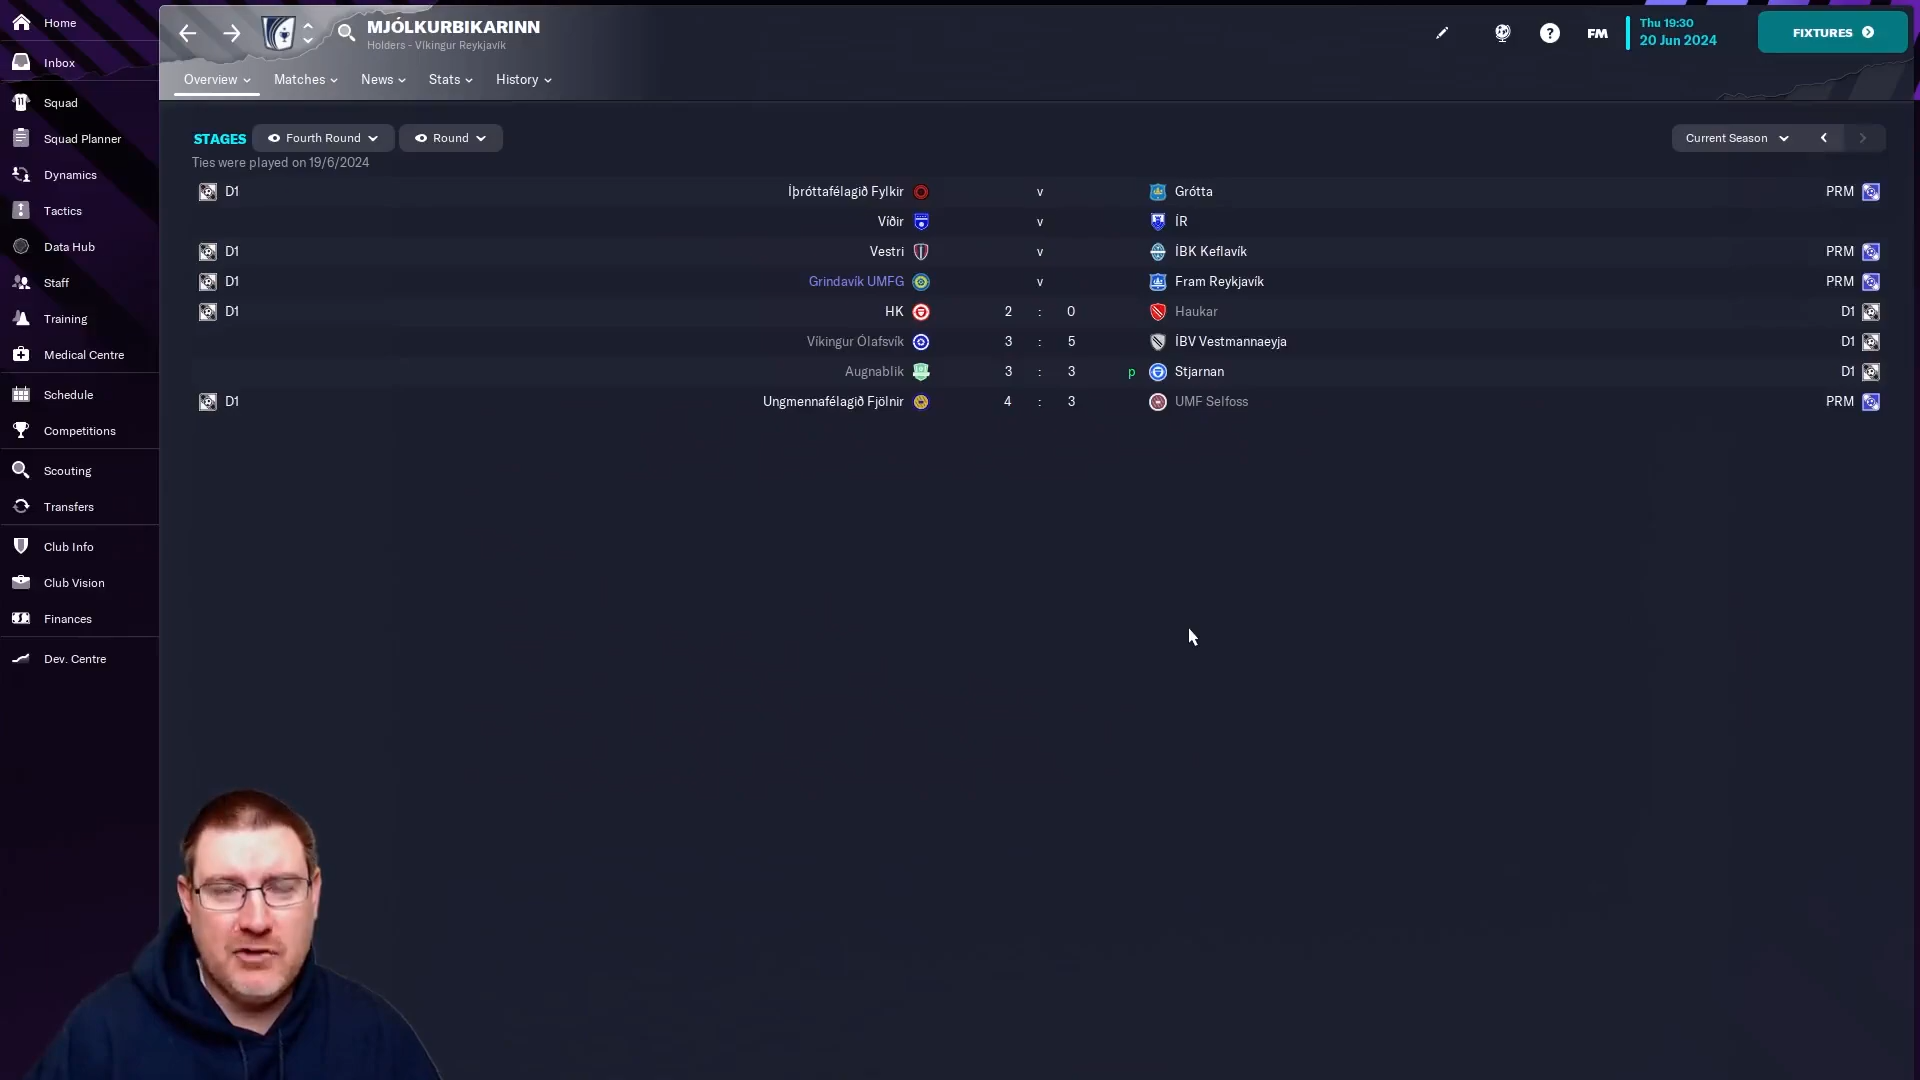 Home
Inbox
Squad
Squad Planner
Dynamics
Tactics
Data Hub
Staff
Training
Medical Centre
Schedule
Competitions
Scouting
Transfers
Club Info
Club Vision
Finances
Dev. Centre
MJÓLKURBIKARINN
Holders - Víkingur Reykjavík
FM
Thu 19:30
20 Jun 2024
FIXTURES
Overview Matches News Stats History
STAGES Fourth Round Round Current Season
Ties were played on 19/6/2024
D1 Íþróttafélagið Fylkir v Grótta PRM
Víðir v ÍR
D1 Vestri v ÍBK Keflavík PRM
D1 Grindavík UMFG v Fram Reykjavík PRM
D1 HK 2 : 0 Haukar D1
Víkingur Ólafsvík 3 : 5 ÍBV Vestmannaeyja D1
Augnablik 3 : 3 p Stjarnan D1
D1 Ungmennafélagið Fjölnir 4 : 3 UMF Selfoss PRM